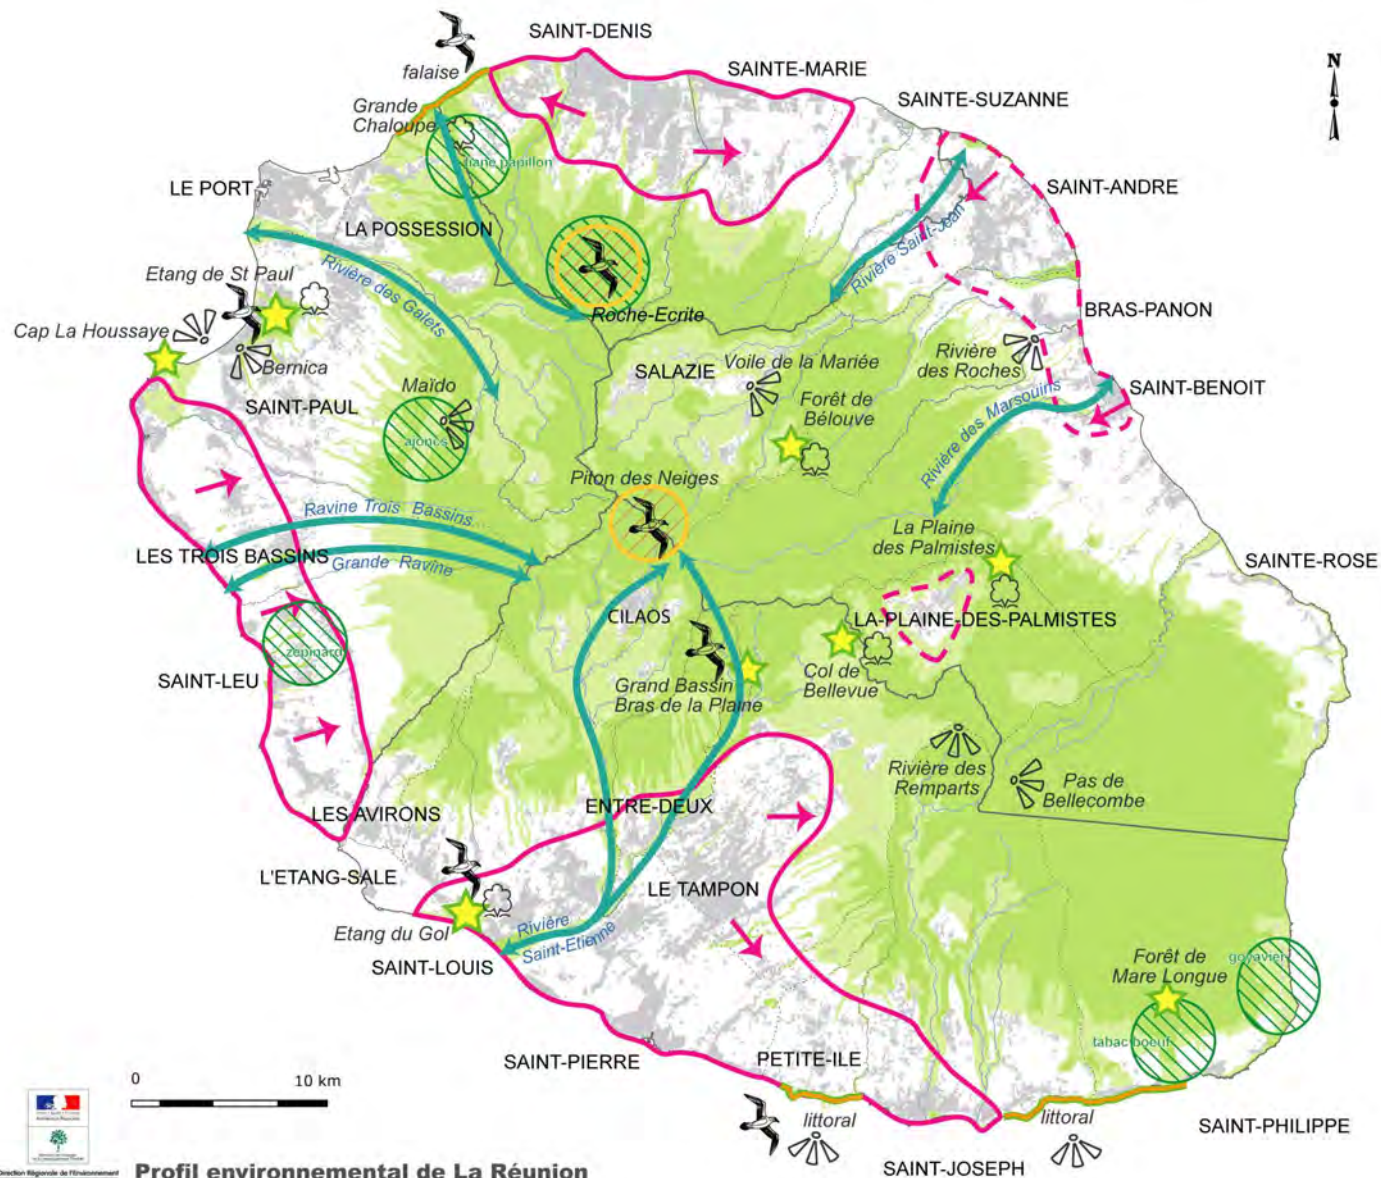 SAINT-DENIS
SAINTE-MARIE
falaise
Grande
Chaloupe
SAINTE-SUZANNE
N
liane papillon
LE PORT
SAINT-ANDRE
LA POSSESSION
Rivière Saint-Jean
Etang de St Paul
Rivière des Galets
Roche-Ecrite
BRAS-PANON
Cap La Houssaye
Bernica
Voile de la Mariée
Rivière
des Roches
SALAZIE
Maïdo
SAINT-BENOIT
SAINT-PAUL
Forêt de
Bélouve
ajoncs
Rivière des Marsouins
Piton des Neiges
Ravine Trois Bassins
La Plaine
des Palmistes
LES TROIS BASSINS
Grande Ravine
SAINTE-ROSE
CILAOS
LA-PLAINE-DES-PALMISTES
zépinard
SAINT-LEU
Grand Bassin
Bras de la Plaine
Col de
Bellevue
Rivière des
Remparts
Pas de
Bellecombe
LES AVIRONS
ENTRE-DEUX
L'ETANG-SALE
LE TAMPON
Etang du Gol
Rivière
Saint-Etienne
SAINT-LOUIS
Forêt de
Mare Longue
goyavier
tabac boeuf
SAINT-PIERRE
PETITE-ILE
0 10 km
littoral
littoral
SAINT-PHILIPPE
SAINT-JOSEPH
Direction Régionale de l'Environnement
Profil environnemental de La Réunion